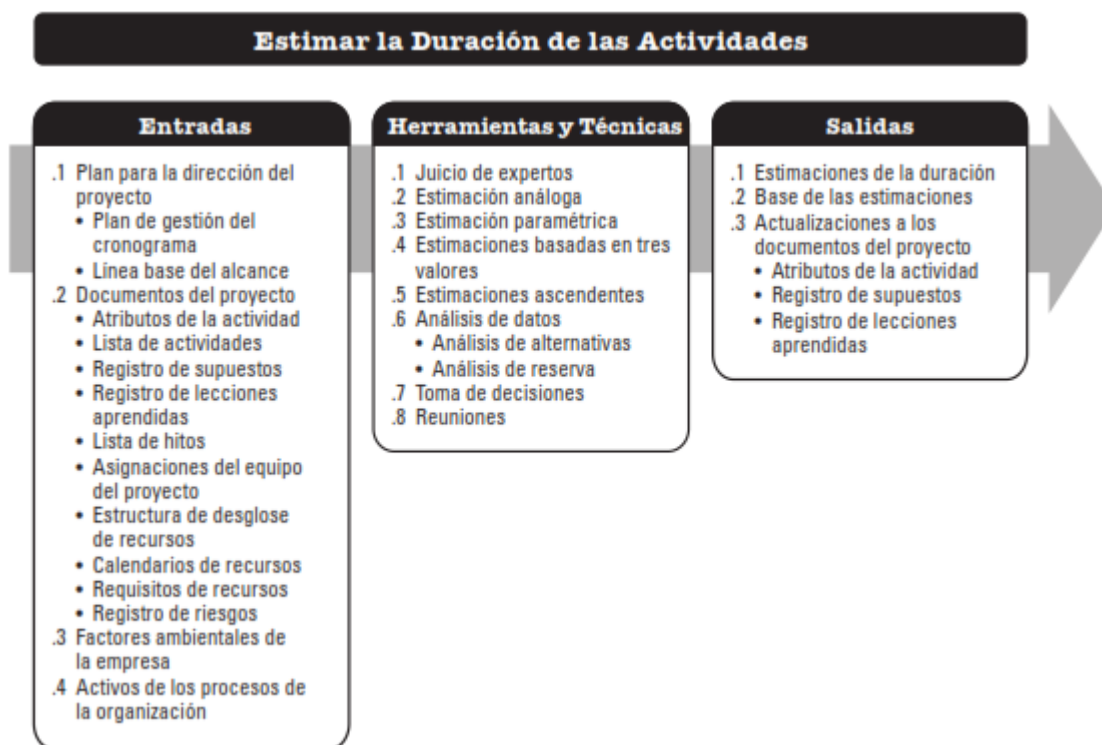 Estimar la Duración de las Actividades
Entradas
.1 Plan para la dirección del
proyecto
• Plan de gestión del
cronograma
• Línea base del alcance
.2 Documentos del proyecto
• Atributos de la actividad
• Lista de actividades
• Registro de supuestos
• Registro de lecciones
aprendidas
• Lista de hitos
• Asignaciones del equipo
del proyecto
• Estructura de desglose
de recursos
• Calendarios de recursos
• Requisitos de recursos
• Registro de riesgos
.3 Factores ambientales de
la empresa
.4 Activos de los procesos de
la organización
Herramientas y Técnicas
.1 Juicio de expertos
.2 Estimación análoga
.3 Estimación paramétrica
.4 Estimaciones basadas en tres
valores
.5 Estimaciones ascendentes
.6 Análisis de datos
• Análisis de alternativas
• Análisis de reserva
.7 Toma de decisiones
.8 Reuniones
Salidas
.1 Estimaciones de la duración
.2 Base de las estimaciones
.3 Actualizaciones a los
documentos del proyecto
• Atributos de la actividad
• Registro de supuestos
• Registro de lecciones
aprendidas